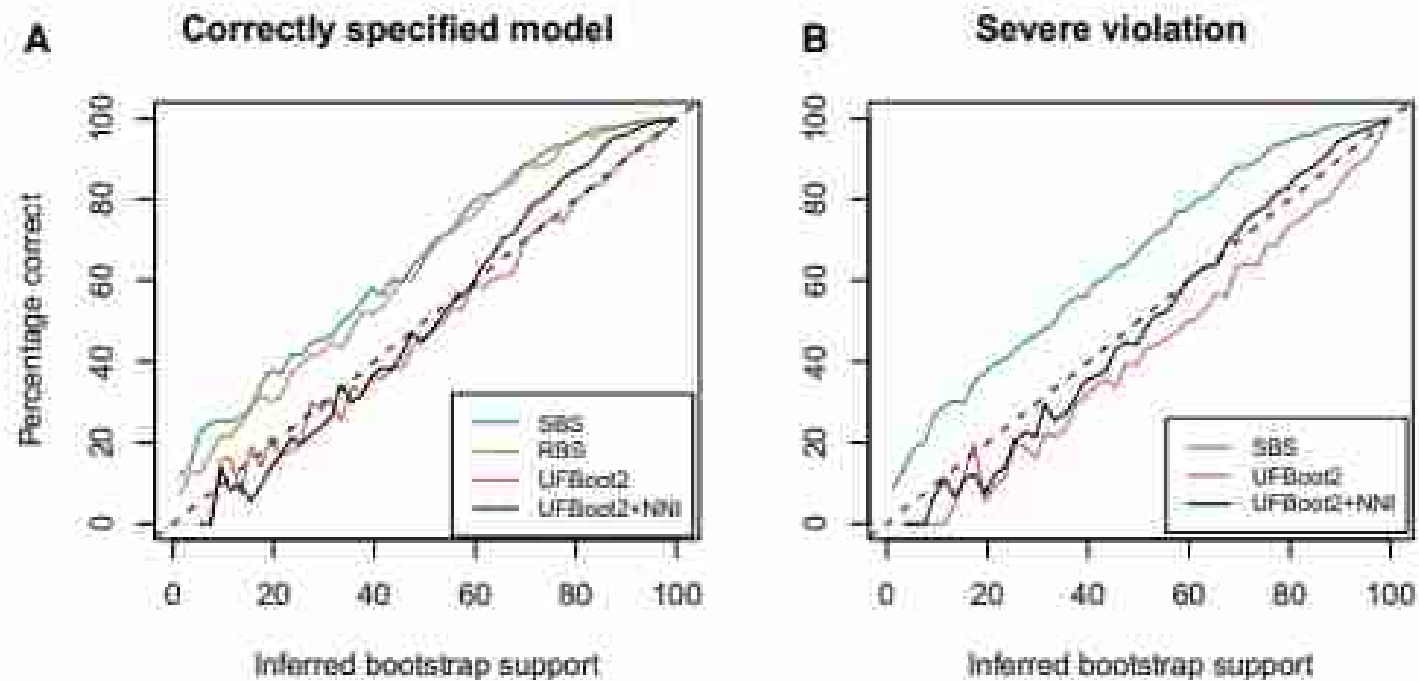 A Correctly specified model
Percentage correct
100
80
60
40
20
0
SBS
RBS
UFBoot2
UFBoot2+NNI
0 20 40 60 80 100
Inferred bootstrap support
B Severe violation
100
80
60
40
20
0
SBS
UFBoot2
UFBoot2+NNI
0 20 40 60 80 100
Inferred bootstrap support